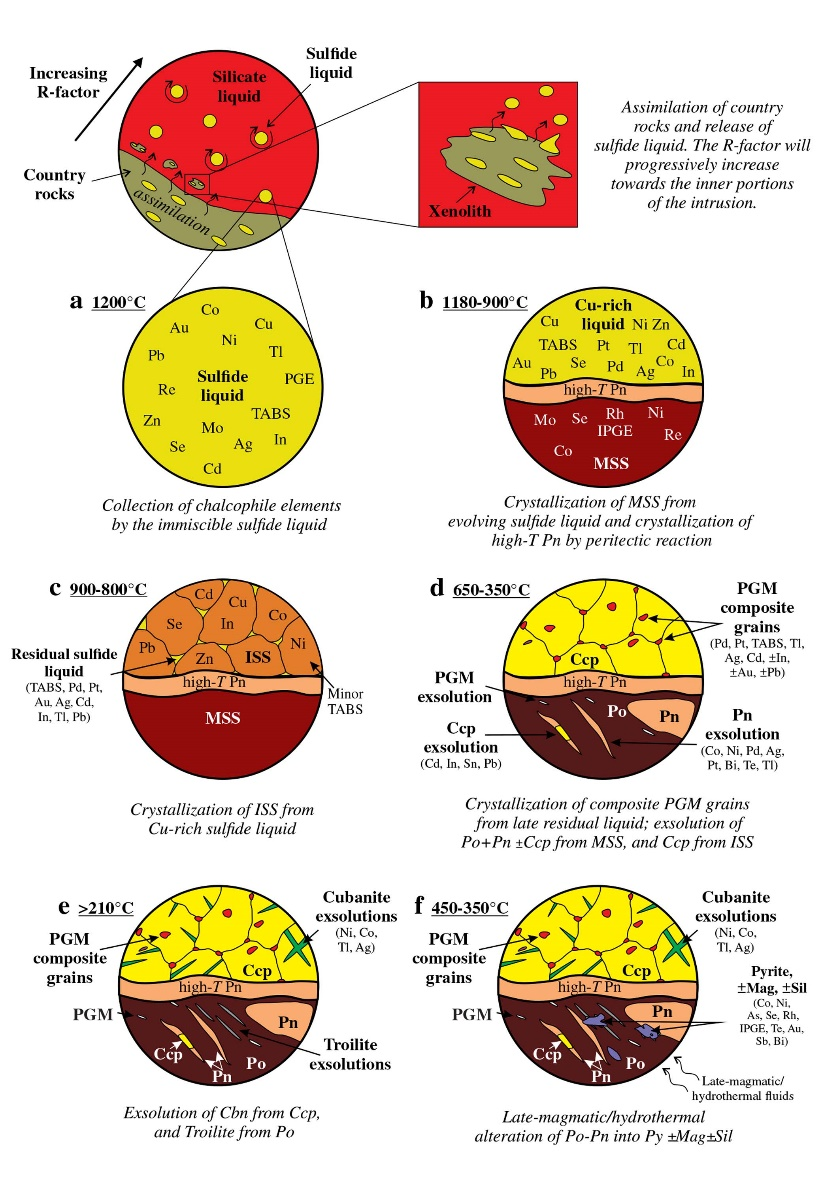 Increasing
R-factor
Silicate
liquid
Sulfide
liquid
Country
rocks
assimilation
Xenolith
Assimilation of country
rocks and release of
sulfide liquid. The R-factor will
progressively increase
towards the inner portions
of the intrusion.
a 1200°C
Co
Au
Cu
Ni
Pb
Tl
Sulfide
liquid
PGE
Re
TABS
Zn
Mo
In
Se
Ag
Cd
Collection of chalcophile elements
by the immiscible sulfide liquid
b 1180-900°C
Cu-rich
liquid
Cu
Ni Zn
TABS
Pt
Tl
Cd
Au
Se
Co
Pb
Pd
Ag
In
high-T Pn
Mo
Se
Rh
Ni
IPGE
Re
Co
MSS
Crystallization of MSS from
evolving sulfide liquid and crystallization of
high-T Pn by peritectic reaction
c 900-800°C
Cd
Cu
Co
Se
In
Ni
Pb
Zn
ISS
Residual sulfide
liquid
(TABS, Pd, Pt,
Au, Ag, Cd,
In, Tl, Pb)
high-T Pn
Minor
TABS
MSS
Crystallization of ISS from
Cu-rich sulfide liquid
d 650-350°C
PGM
composite
grains
(Pd, Pt, TABS, Tl,
Ag, Cd, ±In,
±Au, ±Pb)
Ccp
high-T Pn
PGM
exsolution
Po
Pn
Ccp
exsolution
(Cd, In, Sn, Pb)
Pn
exsolution
(Co, Ni, Pd, Ag,
Pt, Bi, Te, Tl)
Crystallization of composite PGM grains
from late residual liquid; exsolution of
Po+Pn ±Ccp from MSS, and Ccp from ISS
e >210°C
Cubanite
exsolutions
(Ni, Co,
Tl, Ag)
PGM
composite
grains
Ccp
high-T Pn
PGM
Pn
Ccp
Po
Pn
Troilite
exsolutions
Exsolution of Cbn from Ccp,
and Troilite from Po
f 450-350°C
Cubanite
exsolutions
(Ni, Co,
Tl, Ag)
PGM
composite
grains
Ccp
high-T Pn
PGM
Pn
Ccp
Po
Pn
Pyrite,
±Mag, ±Sil
(Co, Ni,
As, Se, Rh,
IPGE, Te, Au,
Sb, Bi)
Late-magmatic/
hydrothermal fluids
Late-magmatic/hydrothermal
alteration of Po-Pn into Py ±Mag±Sil